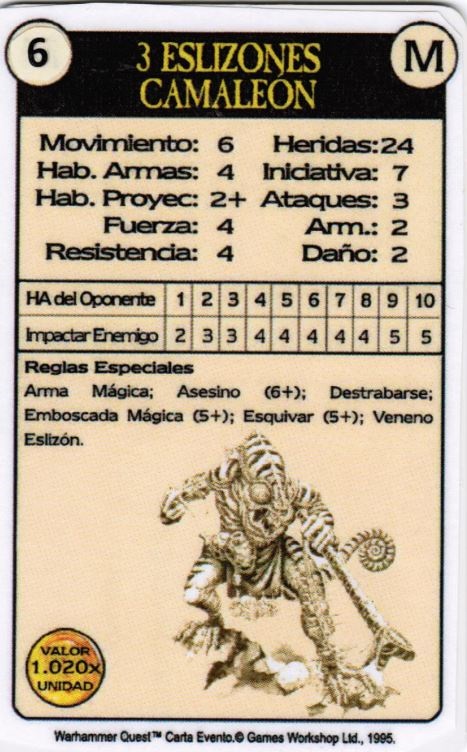 6
3 ESLIZONES
CAMALEÓN
M
Movimiento: 6 Heridas:24
Hab. Armas: 4 Iniciativa: 7
Hab. Proyec: 2+ Ataques: 3
Fuerza: 4 Arm.: 2
Resistencia: 4 Daño: 2
HA del Oponente 1 2 3 4 5 6 7 8 9 10
Impactar Enemigo 2 3 3 4 4 4 4 4 5 5
Reglas Especiales
Arma Mágica; Asesino (6+); Destrabarse;
Emboscada Mágica (5+); Esquivar (5+); Veneno
Eslizón.
VALOR
1.020x
UNIDAD
Warhammer Quest™ Carta Evento.© Games Workshop Ltd., 1995.